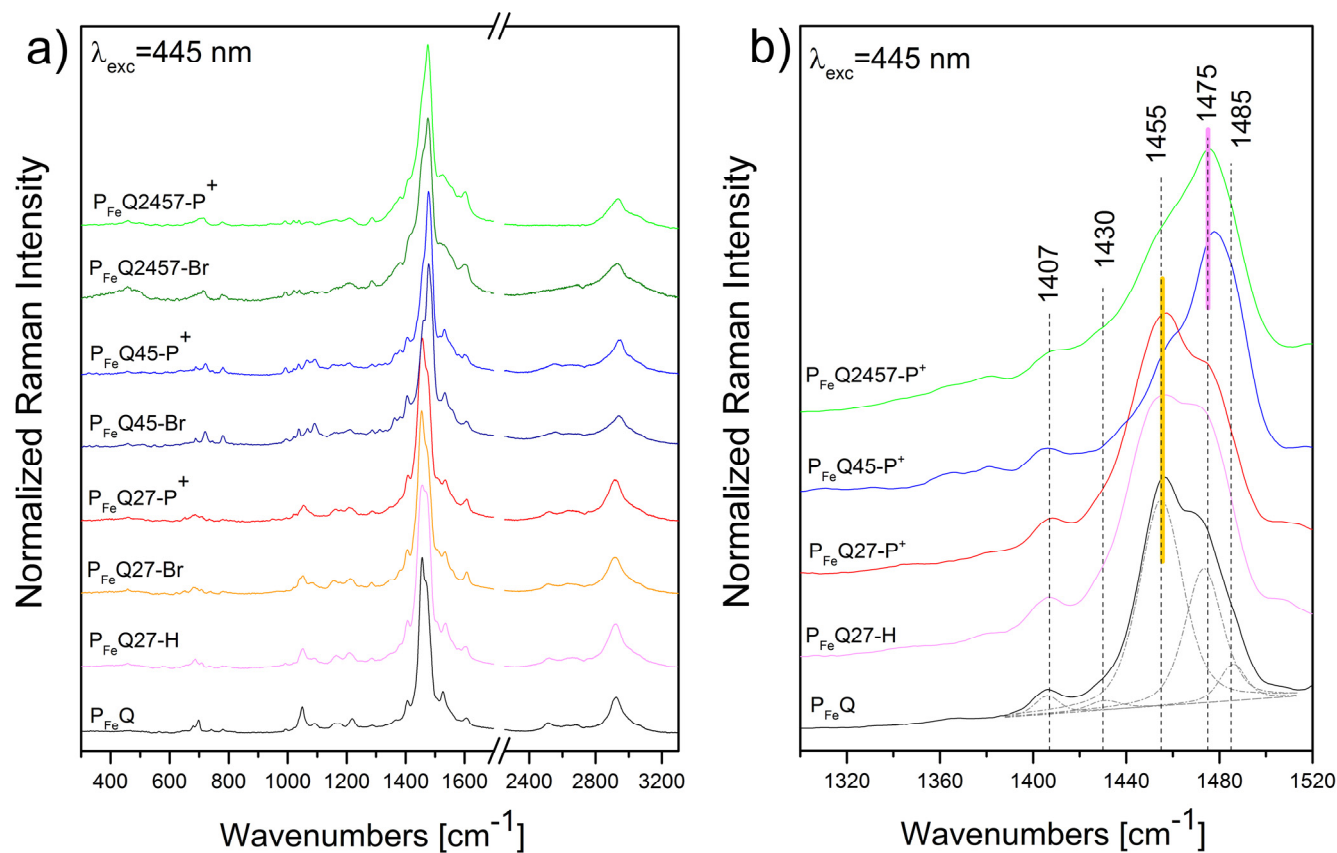 a)
λexc=445 nm
Normalized Raman Intensity
PFeQ2457-P+
PFeQ2457-Br
PFeQ45-P+
PFeQ45-Br
PFeQ27-P+
PFeQ27-Br
PFeQ27-H
PFeQ
400 600 800 1000 1200 1400 1600 2400 2800 3200
Wavenumbers [cm-1]
b)
λexc=445 nm
Normalized Raman Intensity
1407
1430
1455
1475
1485
PFeQ2457-P+
PFeQ45-P+
PFeQ27-P+
PFeQ27-H
PFeQ
1320 1360 1400 1440 1480 1520
Wavenumbers [cm-1]